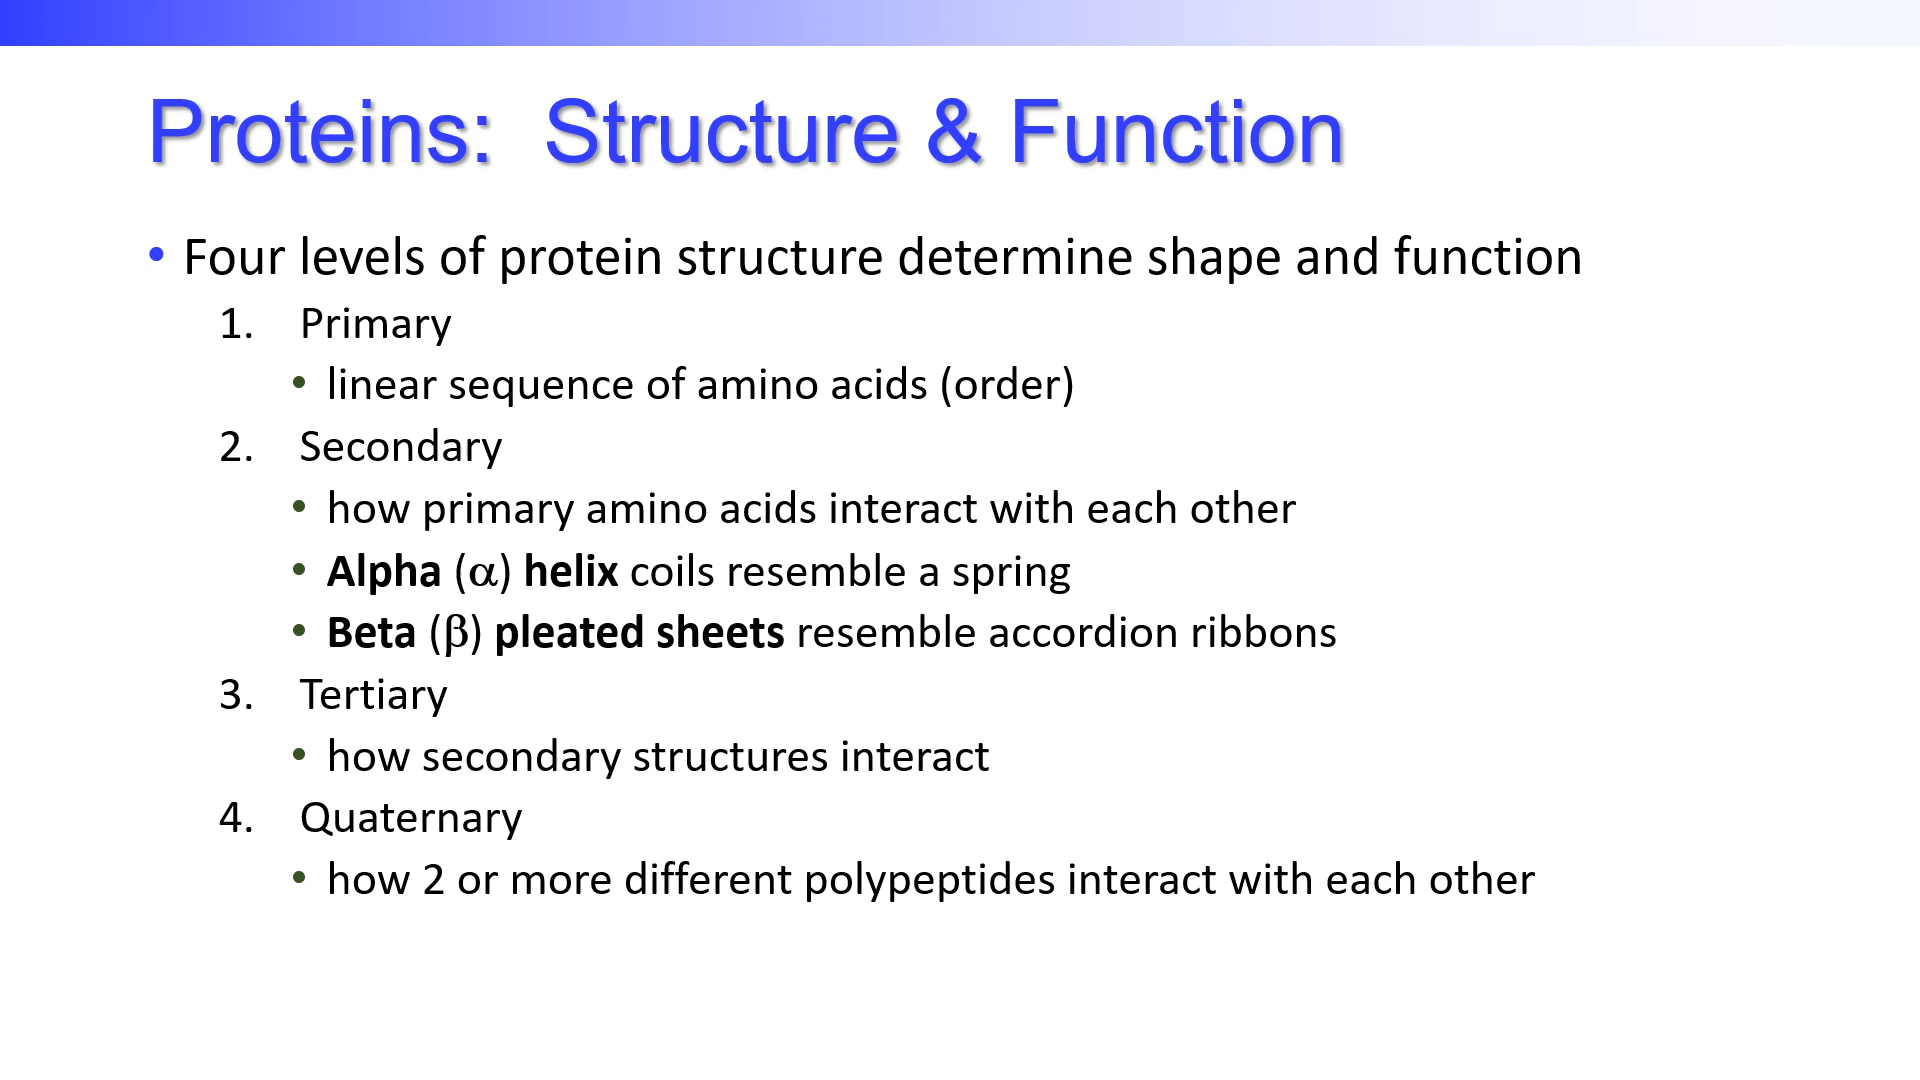 Proteins: Structure & Function
• Four levels of protein structure determine shape and function
1. Primary
• linear sequence of amino acids (order)
2. Secondary
• how primary amino acids interact with each other
• Alpha (α) helix coils resemble a spring
• Beta (β) pleated sheets resemble accordion ribbons
3. Tertiary
• how secondary structures interact
4. Quaternary
• how 2 or more different polypeptides interact with each other